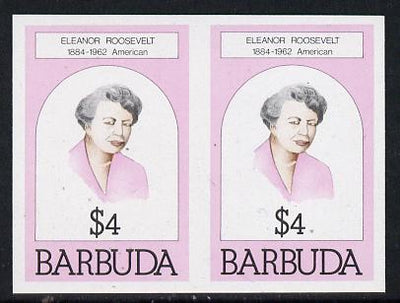 ELEANOR ROOSEVELT
1884-1962 American
$4
BARBUDA
ELEANOR ROOSEVELT
1884-1962 American
$4
BARBUDA